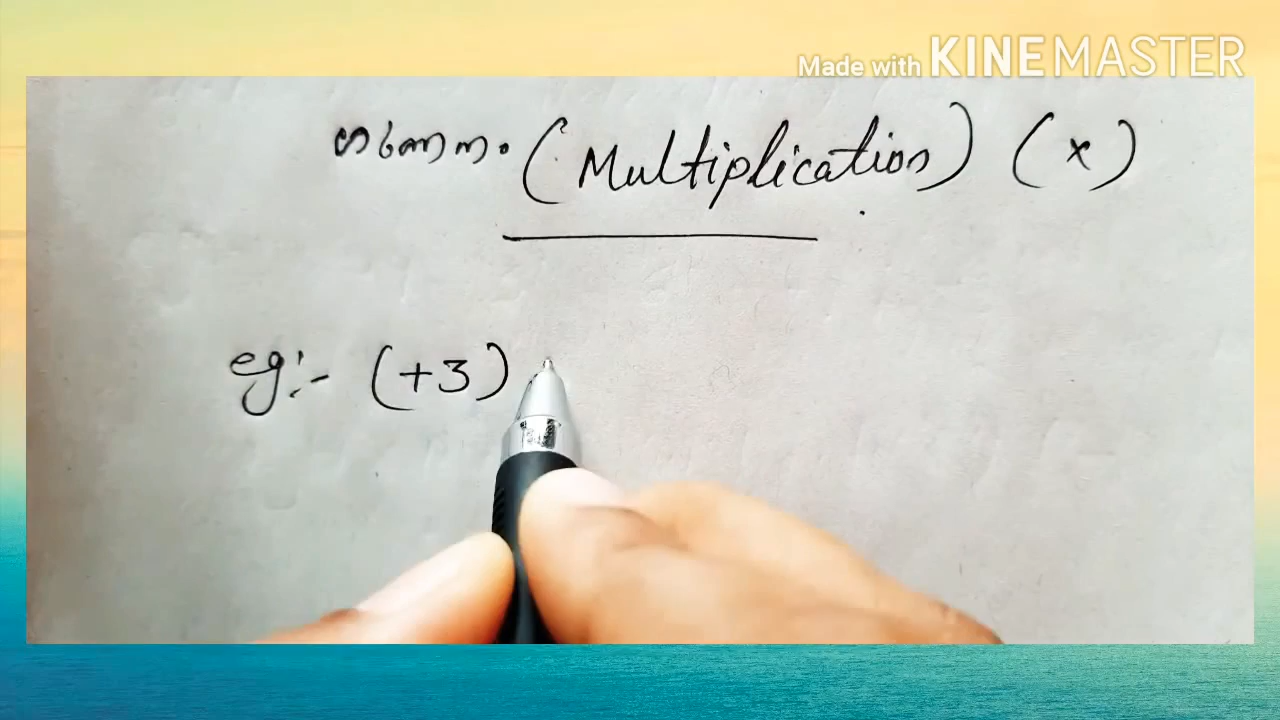 Made with KINEMASTER
ഗുണനം (Multiplication) (x)
eg:- (+3)